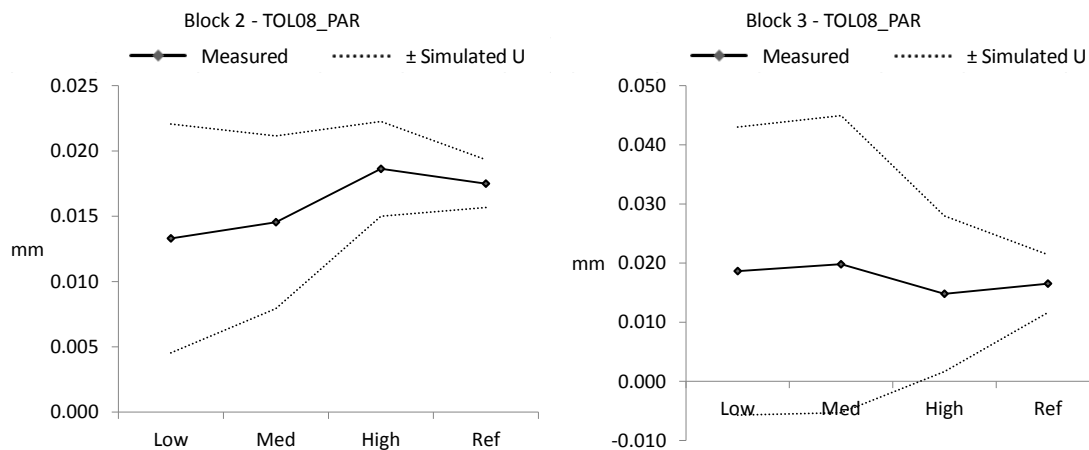 Block 2 - TOL08_PAR
Measured
± Simulated U
0.025
0.020
0.015
0.010
0.005
0.000
mm
Low
Med
High
Ref
Block 3 - TOL08_PAR
Measured
± Simulated U
0.050
0.040
0.030
0.020
0.010
0.000
-0.010
mm
Low
Med
High
Ref